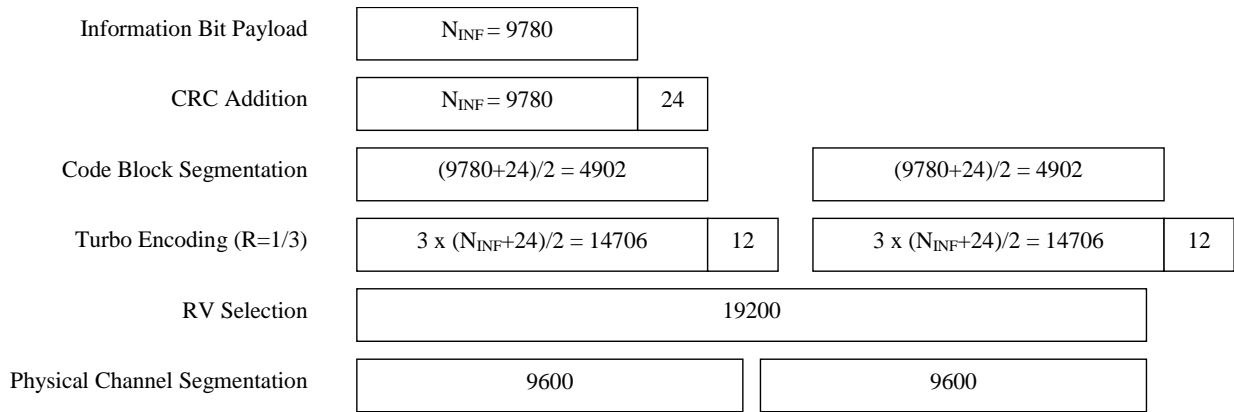 Information Bit Payload N_INF = 9780
CRC Addition N_INF = 9780 24
Code Block Segmentation (9780+24)/2 = 4902 (9780+24)/2 = 4902
Turbo Encoding (R=1/3) 3 x (N_INF+24)/2 = 14706 12 3 x (N_INF+24)/2 = 14706 12
RV Selection 19200
Physical Channel Segmentation 9600 9600